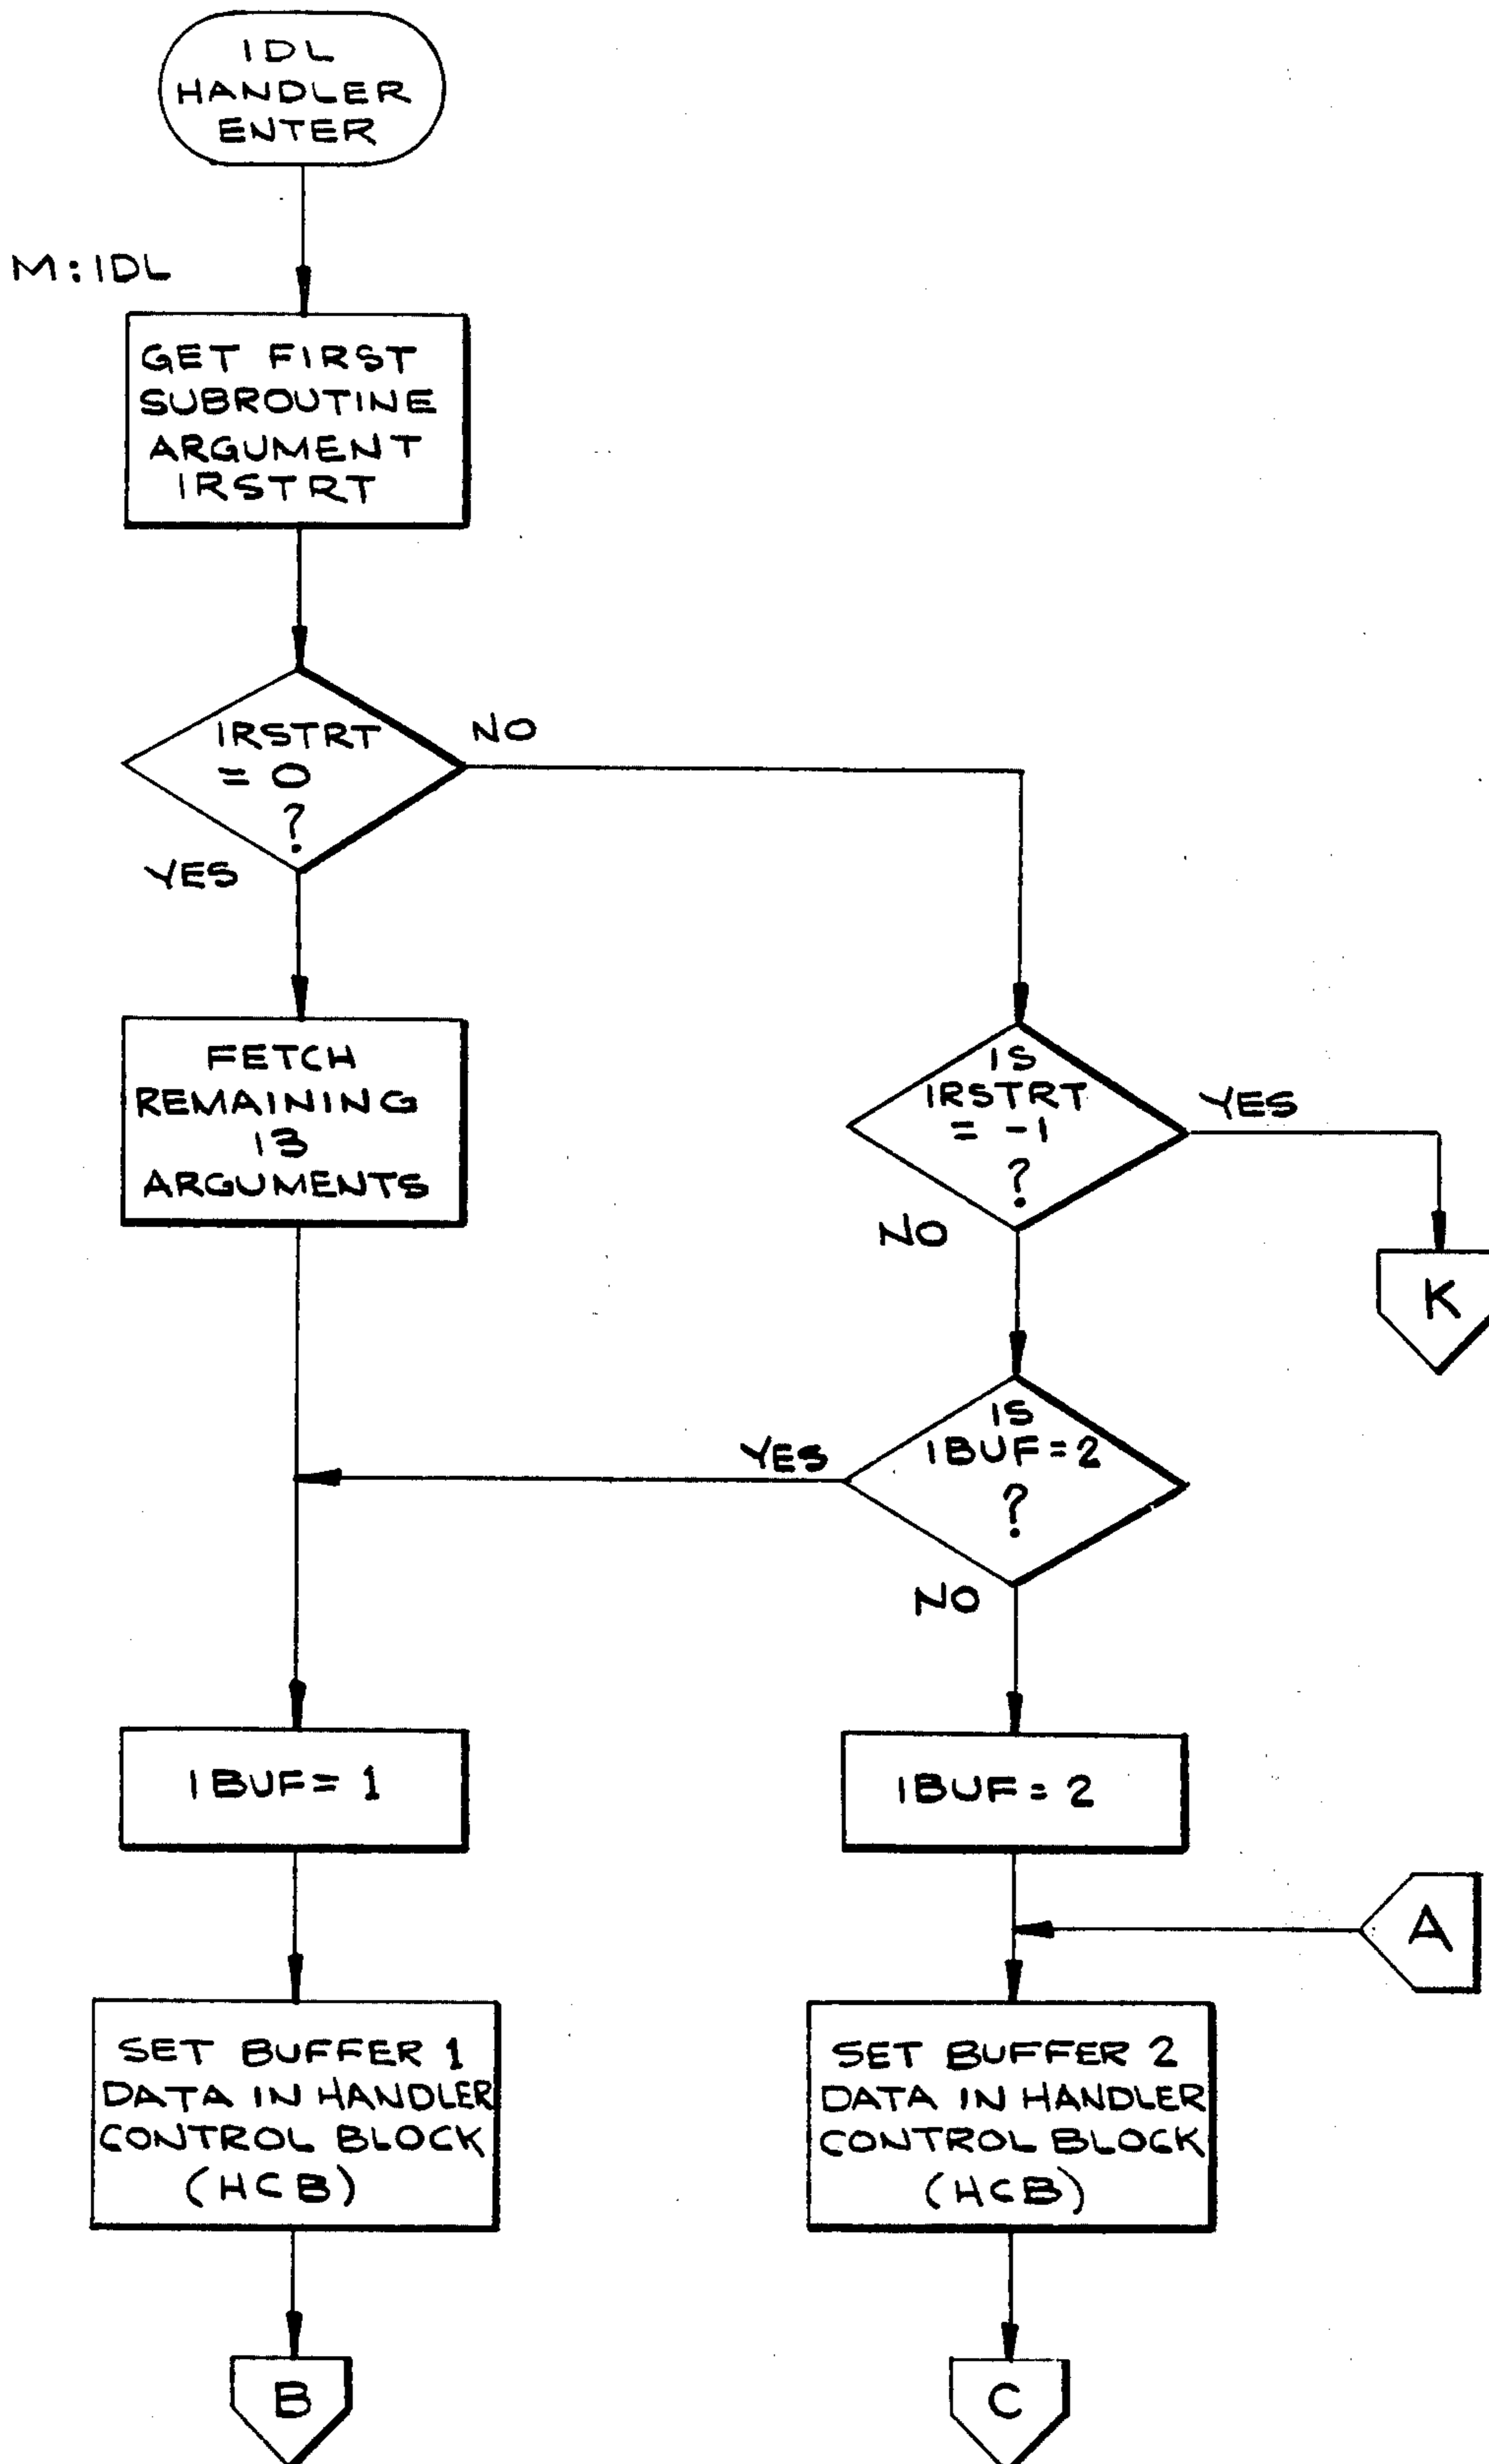 IDL
HANDLER
ENTER
M:IDL
GET FIRST
SUBROUTINE
ARGUMENT
IRSTRT
IRSTRT
= 0
?
NO
YES
FETCH
REMAINING
13
ARGUMENTS
IS
IRSTRT
= -1
?
YES
NO
K
IS
IBUF=2
?
YES
NO
IBUF= 1
IBUF=2
A
SET BUFFER 1
DATA IN HANDLER
CONTROL BLOCK
(HCB)
SET BUFFER 2
DATA IN HANDLER
CONTROL BLOCK
(HCB)
B
C